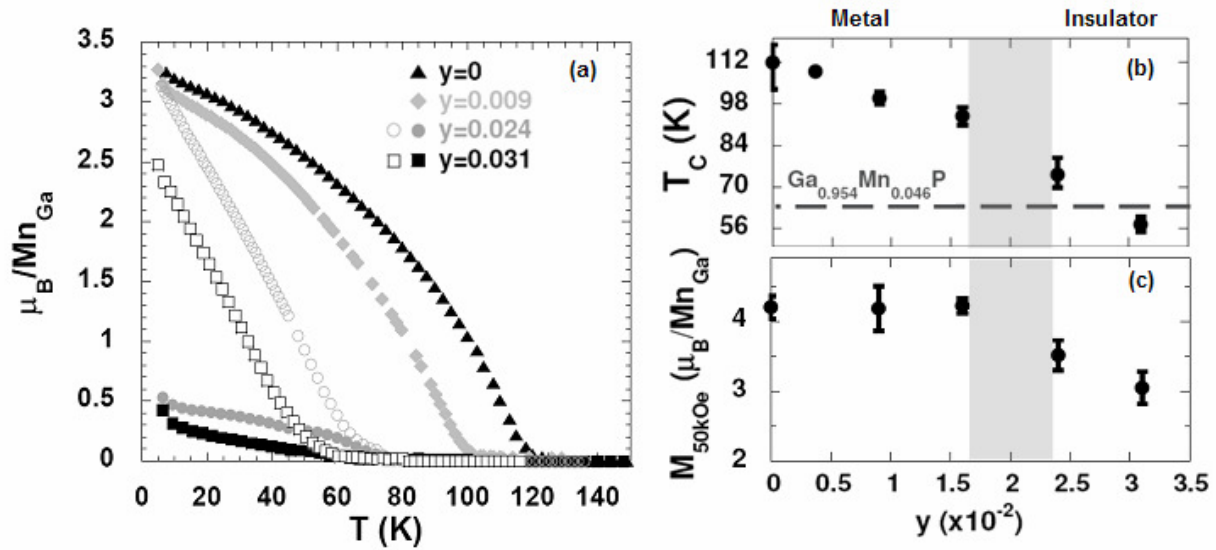 3.5
3
2.5
2
1.5
1
0.5
0
μB/MnGa
(a)
y=0
y=0.009
y=0.024
y=0.031
0 20 40 60 80 100 120 140
T (K)
Metal Insulator
(b)
112
98
84
70
56
TC (K)
Ga0.954Mn0.046P
(c)
4
3
2
M50kOe (μB/MnGa)
0 0.5 1 1.5 2 2.5 3 3.5
y (x10-2)